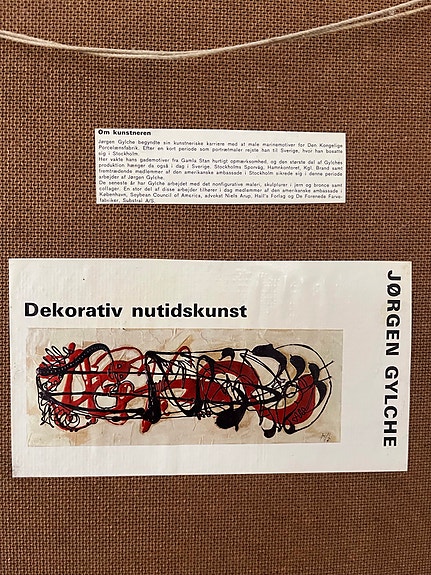 Om kunstneren
Jørgen Gylche begyndte sin kunstneriske karriere med at male marinemotiver for Den Kongelige
Porcelænsfabrik. Efter en kort periode som portrætmaler rejste han til Sverige, hvor han bosatte
sig i Stockholm.
Her vakte hans gademotiver fra Gamla Stan hurtigt opmærksomhed, og den største del af Gylches
produktion hænger da også i dag i Sverige. Stockholms Sporvåg, Hamnkontoret, Kgl. Brand samt
fremtrædende medlemmer af den amerikanske ambassade i Stockholm sikrede sig i denne periode
arbejder af Jørgen Gylche.
De seneste år har Gylche arbejdet med det nonfigurative maleri, skulpturer i jern og bronce samt
collager. En stor del af disse arbejder tilhører i dag medlemmer af den amerikanske ambassade i
København, Soybean Council of America, advokat Niels Arup, Hall's Forlag og De Forenede Farve-
fabriker, Substral A/S.
Dekorativ nutidskunst
JØRGEN GYLCHE